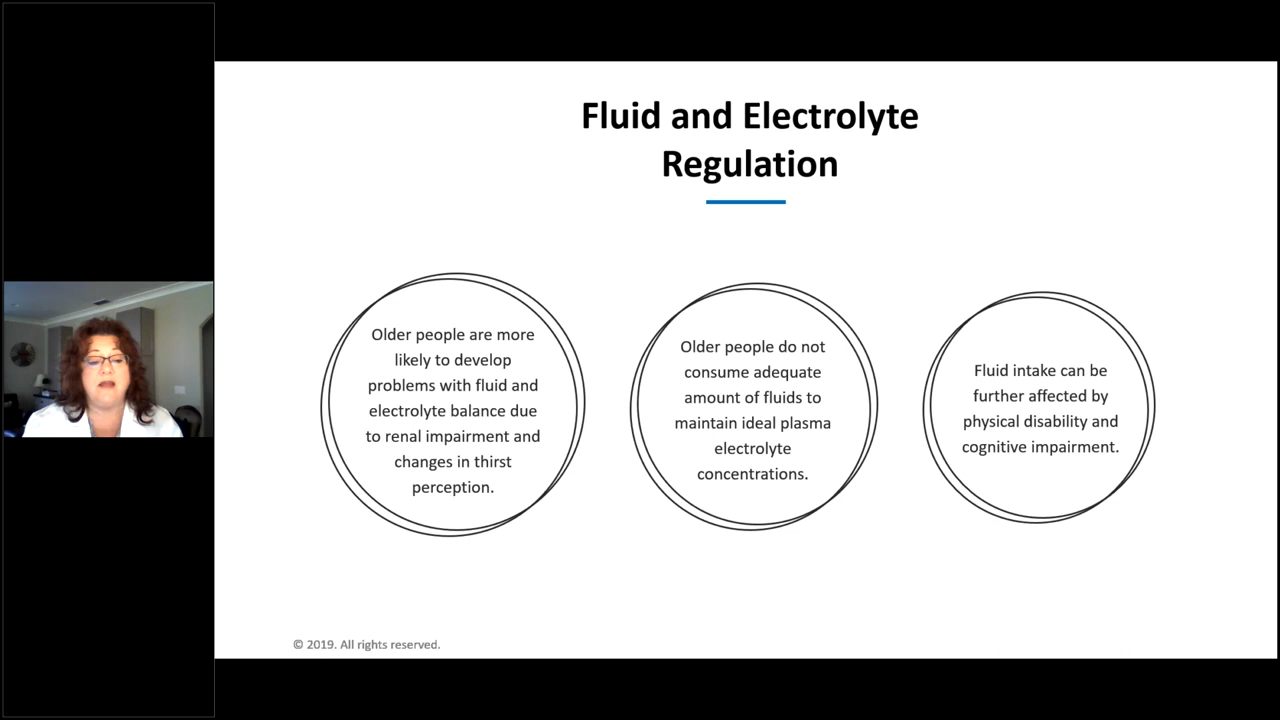 Fluid and Electrolyte
Regulation
Older people are more
likely to develop
problems with fluid and
electrolyte balance due
to renal impairment and
changes in thirst
perception.
Older people do not
consume adequate
amount of fluids to
maintain ideal plasma
electrolyte
concentrations.
Fluid intake can be
further affected by
physical disability and
cognitive impairment.
© 2019. All rights reserved.